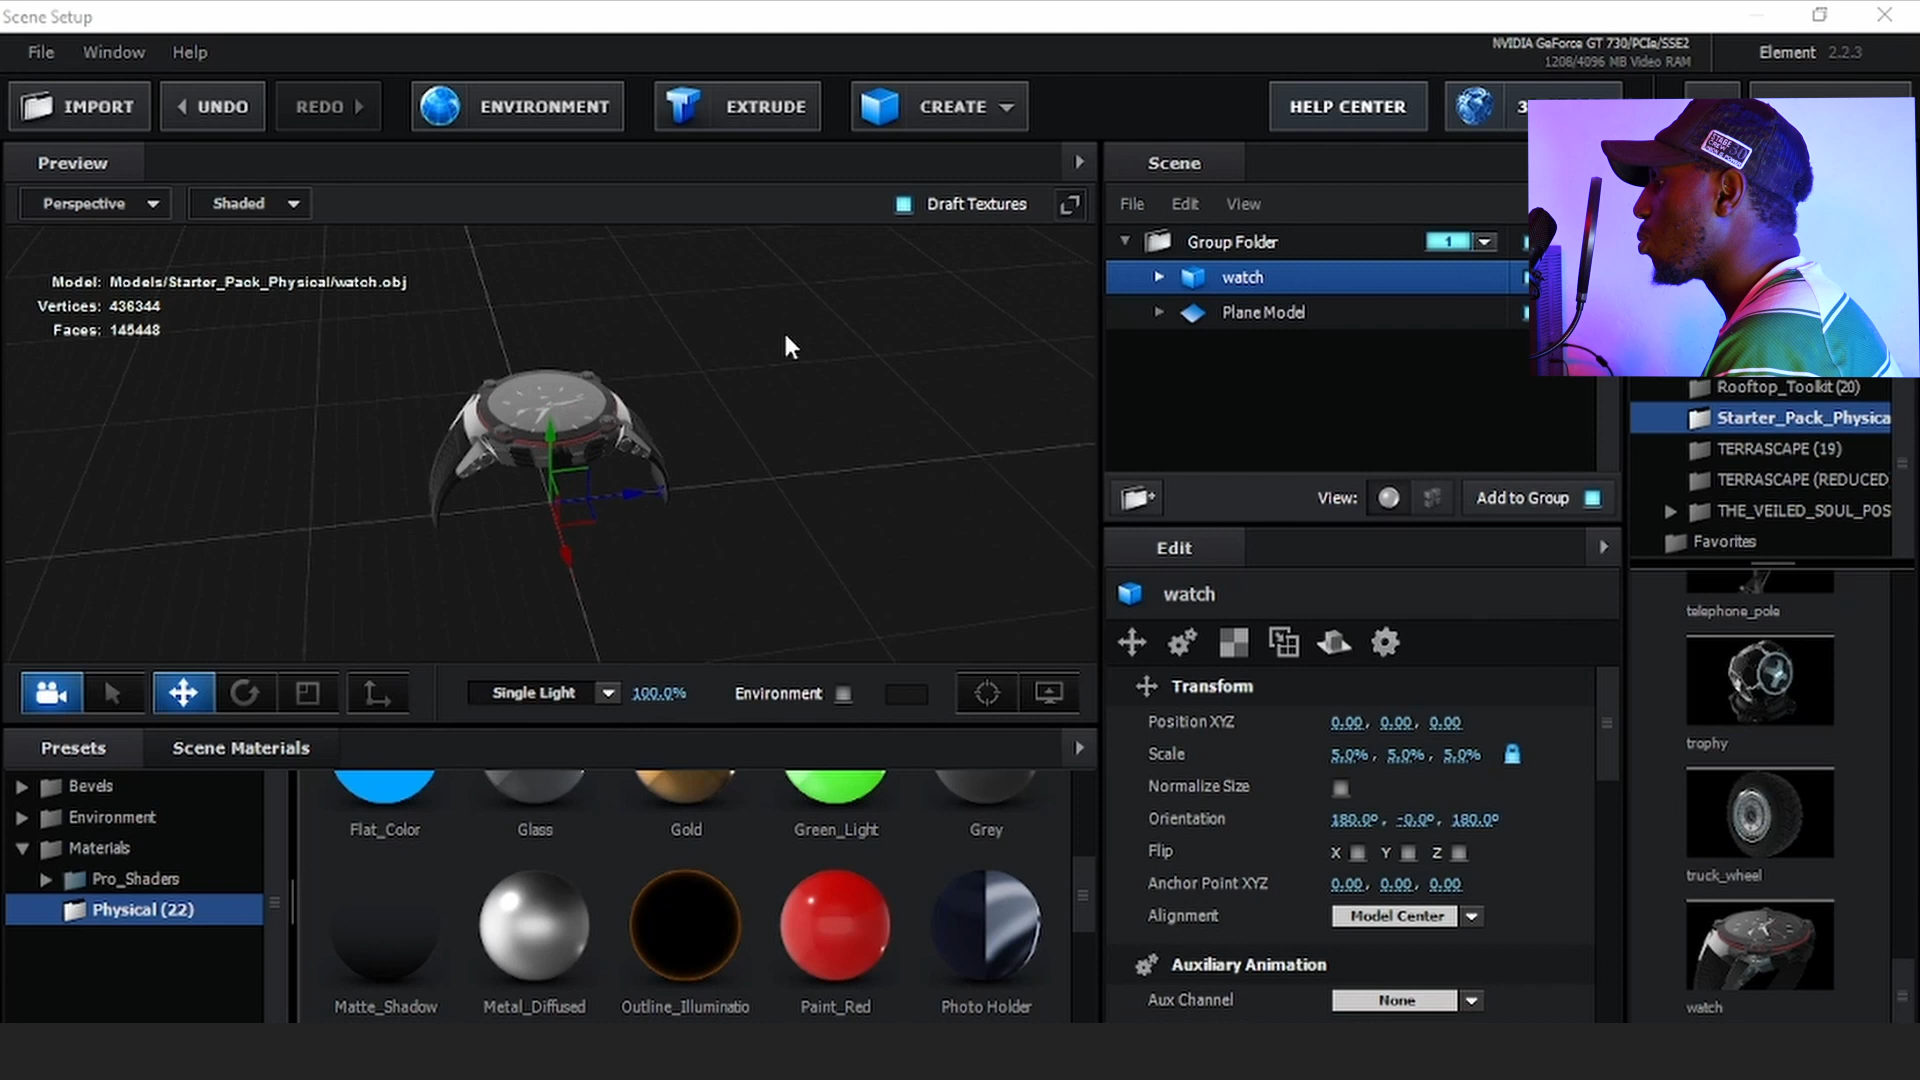 Scene Setup
File Window Help
NVIDIA GeForce GT 730/PCIe/SSE2
1208/4096 MB Video RAM
Element 2.2.3
IMPORT
UNDO
REDO
ENVIRONMENT
EXTRUDE
CREATE
HELP CENTER
Preview
Perspective
Shaded
Draft Textures
Model: Models/Starter_Pack_Physical/watch.obj
Vertices: 436344
Faces: 145448
Single Light
100.0%
Environment
Scene
File Edit View
Group Folder
1
watch
Plane Model
View:
Add to Group
Rooftop_Toolkit (20)
Starter_Pack_Physica
TERRASCAPE (19)
TERRASCAPE (REDUCED)
THE_VEILED_SOUL_POS
Favorites
telephone_pole
trophy
truck_wheel
watch
Edit
watch
Transform
Position XYZ 0.00, 0.00, 0.00
Scale 5.0%, 5.0%, 5.0%
Normalize Size
Orientation 180.0°, -0.0°, 180.0°
Flip X Y Z
Anchor Point XYZ 0.00, 0.00, 0.00
Alignment Model Center
Auxiliary Animation
Aux Channel None
Presets
Scene Materials
Bevels
Environment
Materials
Pro_Shaders
Physical (22)
Flat_Color
Glass
Gold
Green_Light
Grey
Matte_Shadow
Metal_Diffused
Outline_Illuminatio
Paint_Red
Photo Holder